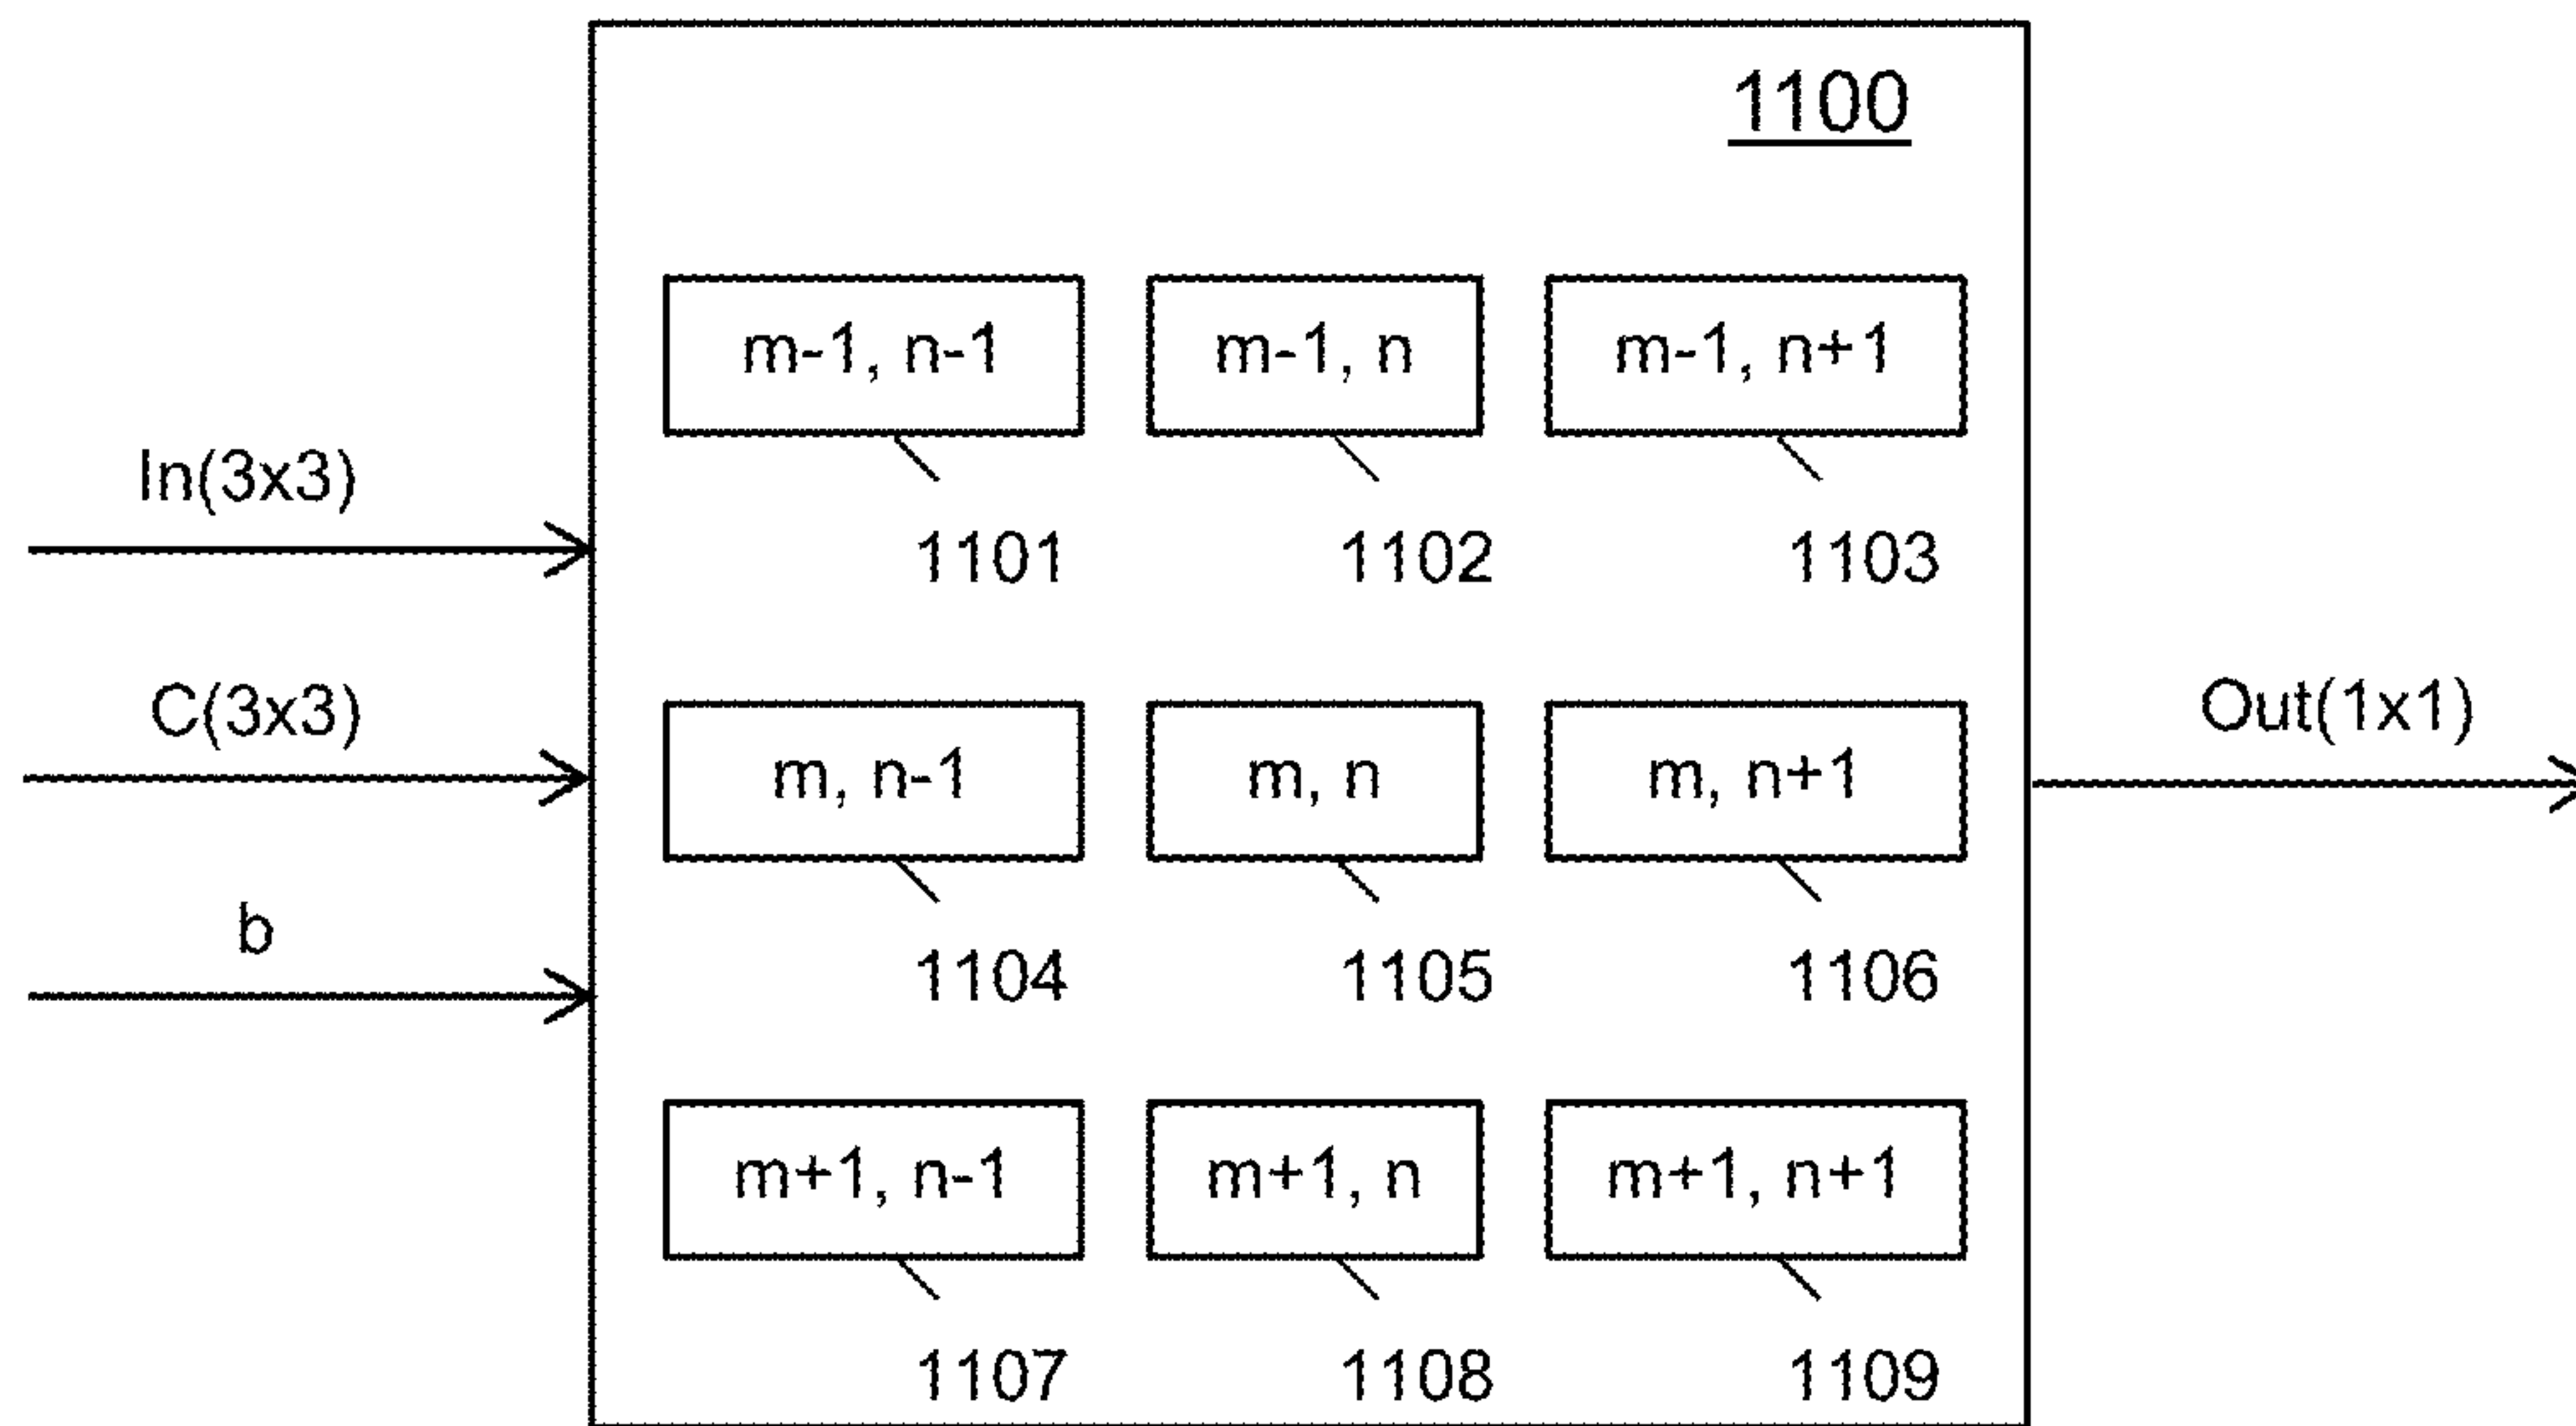 1100
m-1, n-1
m-1, n
m-1, n+1
In(3x3)
1101
1102
1103
C(3x3)
Out(1x1)
m, n-1
m, n
m, n+1
b
1104
1105
1106
m+1, n-1
m+1, n
m+1, n+1
1107
1108
1109